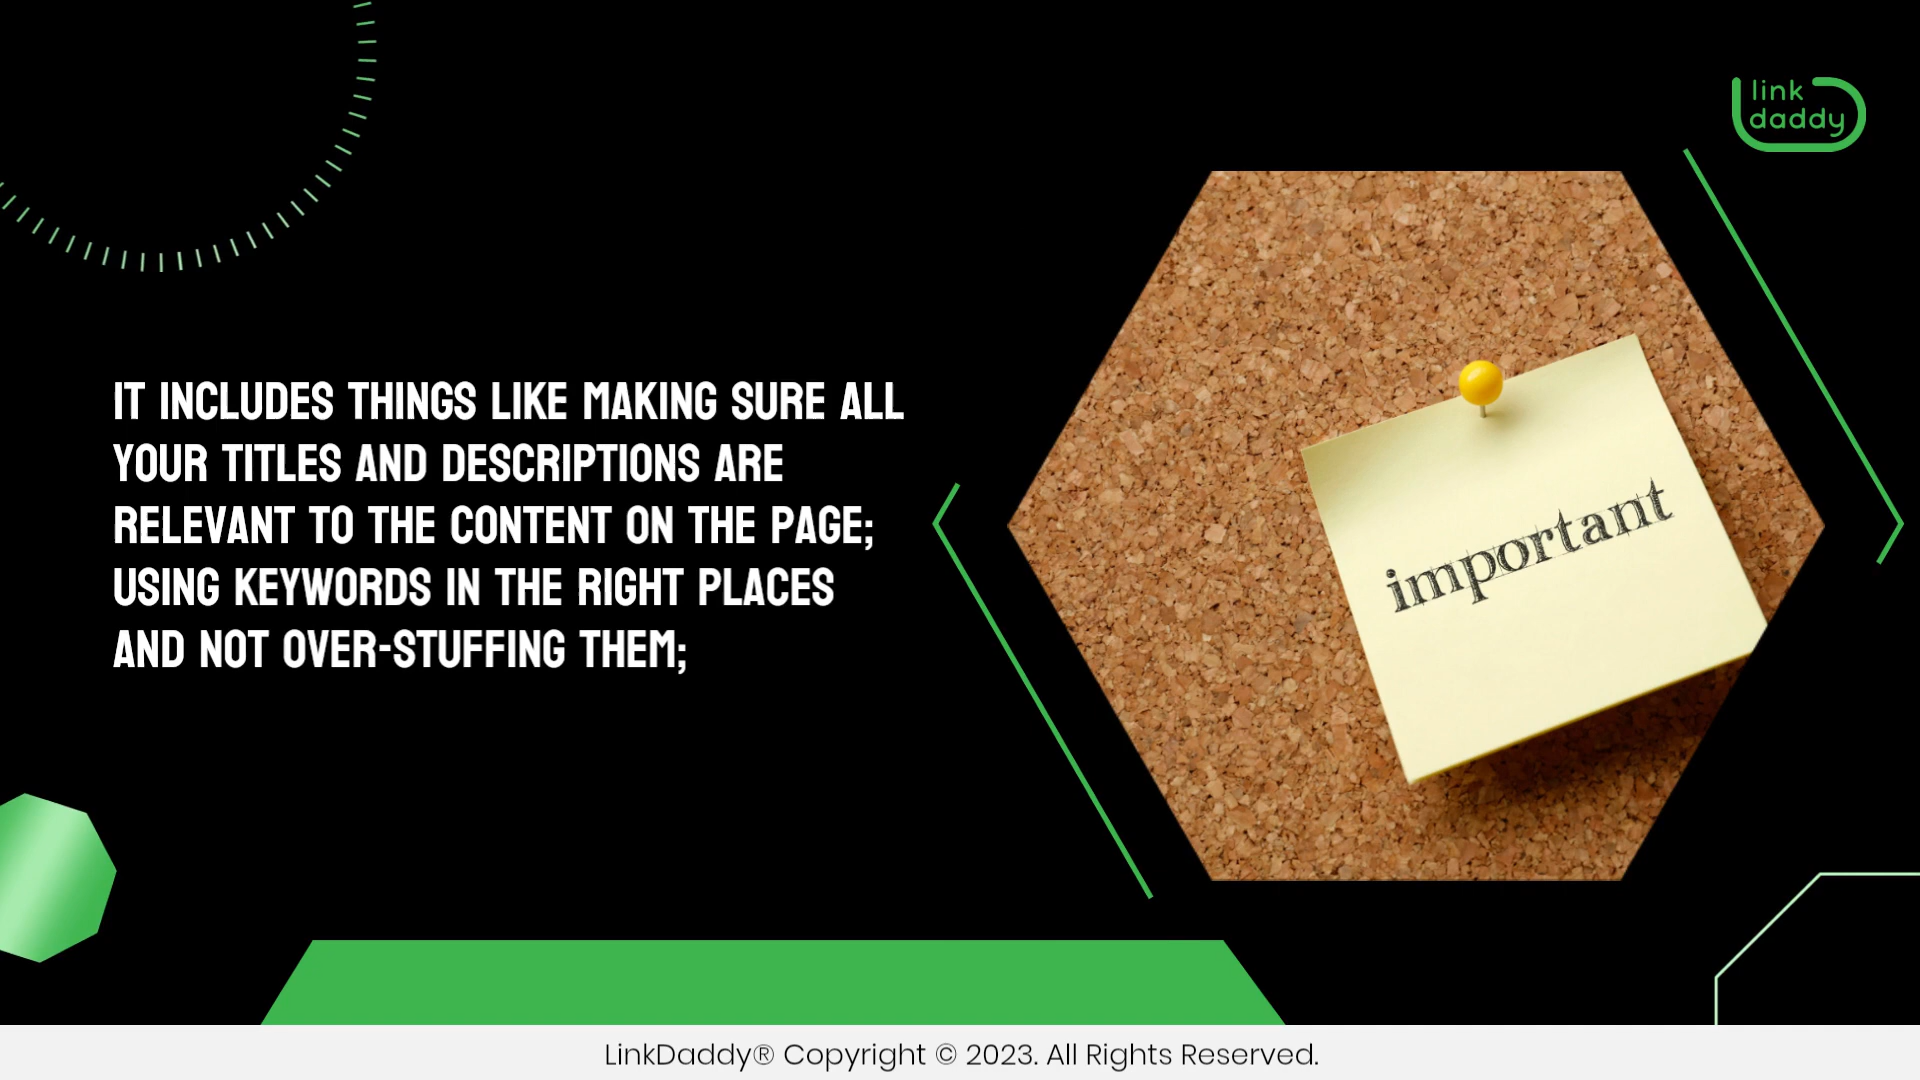 link
daddy
IT INCLUDES THINGS LIKE MAKING SURE ALL
YOUR TITLES AND DESCRIPTIONS ARE
RELEVANT TO THE CONTENT ON THE PAGE;
USING KEYWORDS IN THE RIGHT PLACES
AND NOT OVER-STUFFING THEM;
important
LinkDaddy® Copyright © 2023. All Rights Reserved.